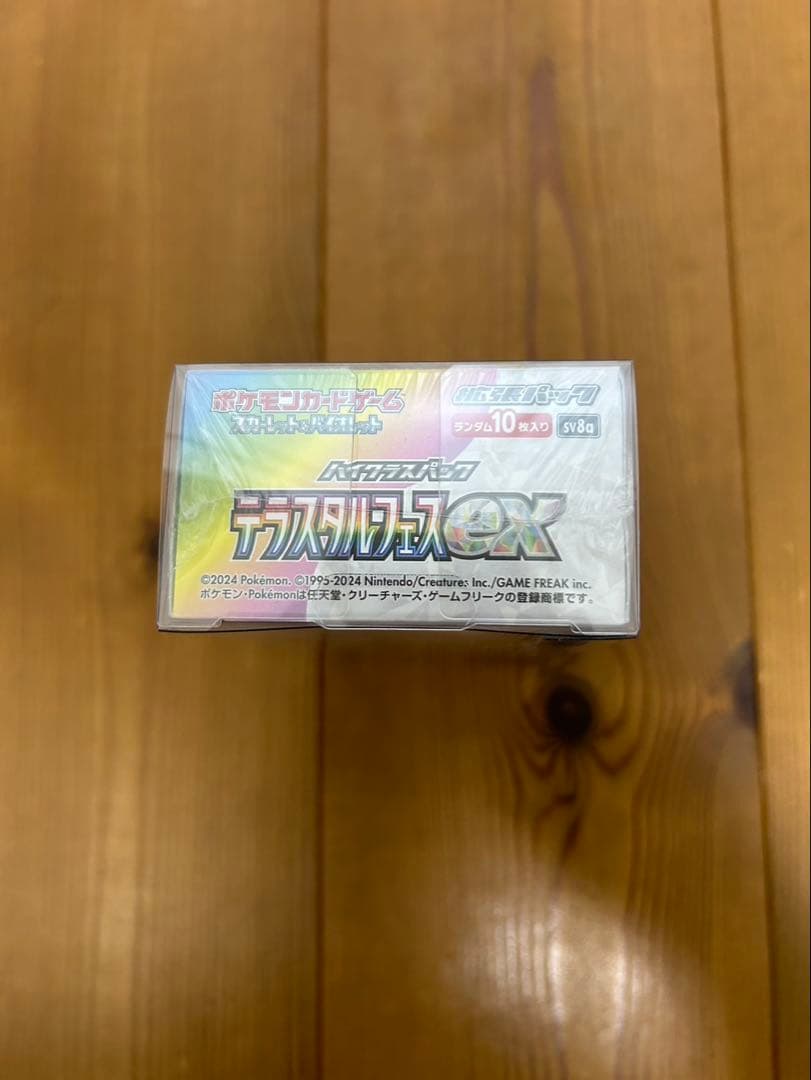 ポケモンカードゲーム
スカーレット&バイオレット
拡張パック
ランダム10枚入り SV8a
ハイクラスパック
テラスタルフェスex
©2024 Pokémon. ©1995-2024 Nintendo/Creatures Inc./GAME FREAK inc.
ポケモン・Pokémonは任天堂・クリーチャーズ・ゲームフリークの登録商標です。